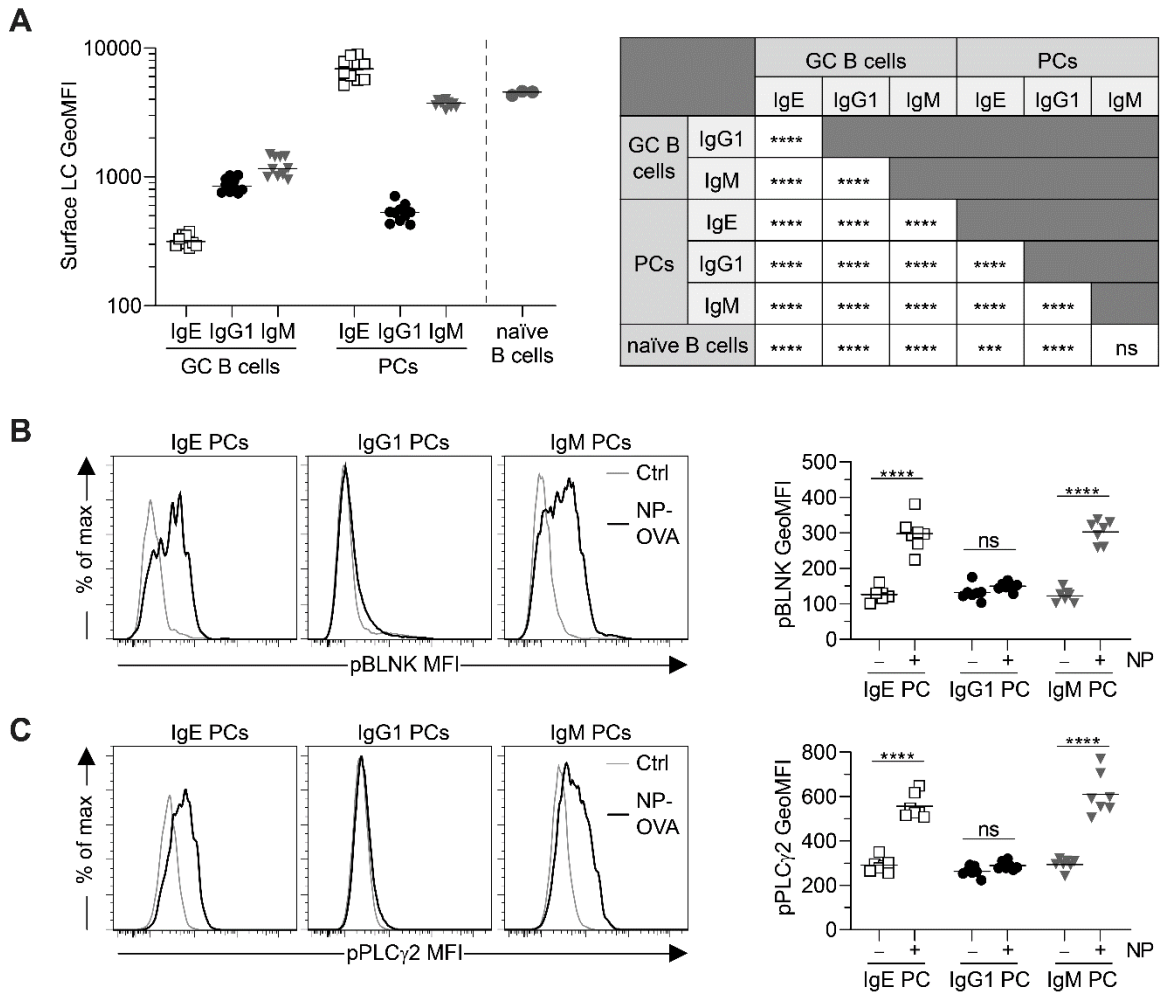 A
Surface LC GeoMFI
10000
1000
100
IgE IgG1 IgM
IgE IgG1 IgM
naïve
B cells
GC B cells
PCs
GC B cells
PCs
IgE
IgG1
IgM
IgE
IgG1
IgM
GC B
cells
IgG1
****
IgM
****
****
PCs
IgE
****
****
****
IgG1
****
****
****
****
IgM
****
****
****
****
****
naïve B cells
****
****
****
***
****
ns
B
IgE PCs
IgG1 PCs
IgM PCs
% of max
Ctrl
NP-
OVA
pBLNK MFI
pBLNK GeoMFI
500
400
300
200
100
0
****
ns
****
– + – + – + NP
IgE PC
IgG1 PC
IgM PC
C
IgE PCs
IgG1 PCs
IgM PCs
% of max
Ctrl
NP-
OVA
pPLCγ2 MFI
pPLCγ2 GeoMFI
800
600
400
200
0
****
ns
****
– + – + – + NP
IgE PC
IgG1 PC
IgM PC